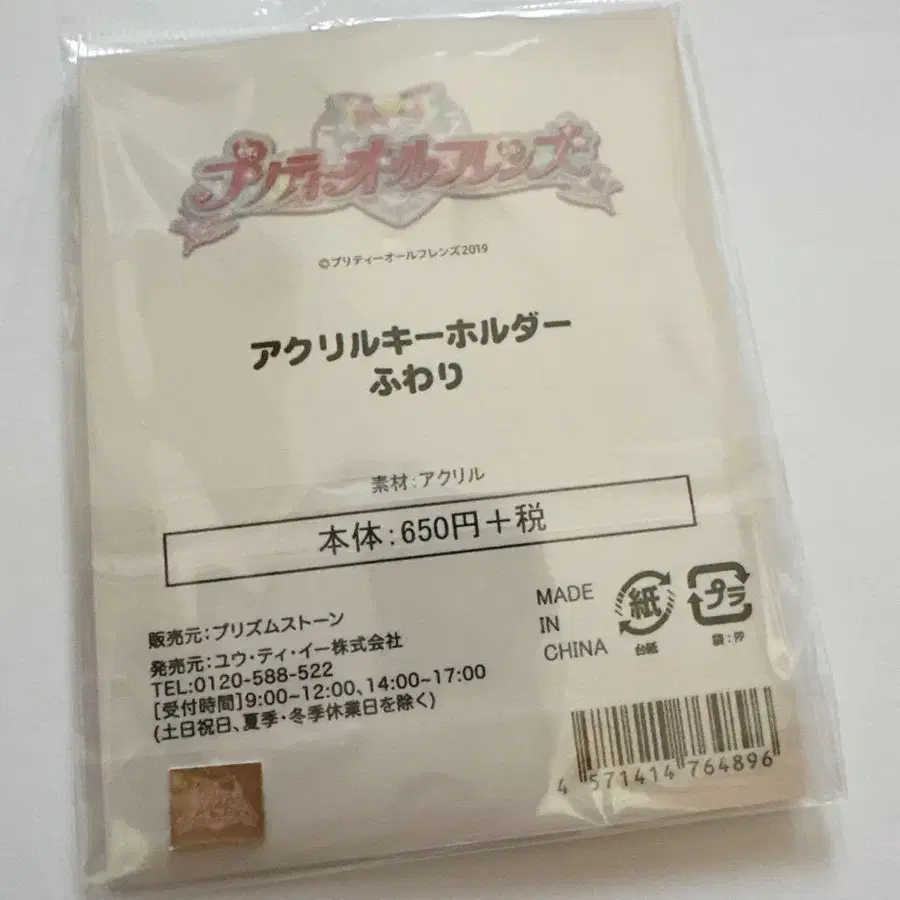 プリティーオールフレンズ
©プリティーオールフレンズ2019
アクリルキーホルダー
ふわり
素材:アクリル
本体:650円+税
販売元:プリズムストーン
発売元:ユウ・ティ・イー株式会社
TEL:0120-588-522
[受付時間]9:00~12:00、14:00~17:00
(土日祝日、夏季・冬季休業日を除く)
MADE
IN
CHINA
紙
台紙
プラ
袋:PP
4 571414 764896